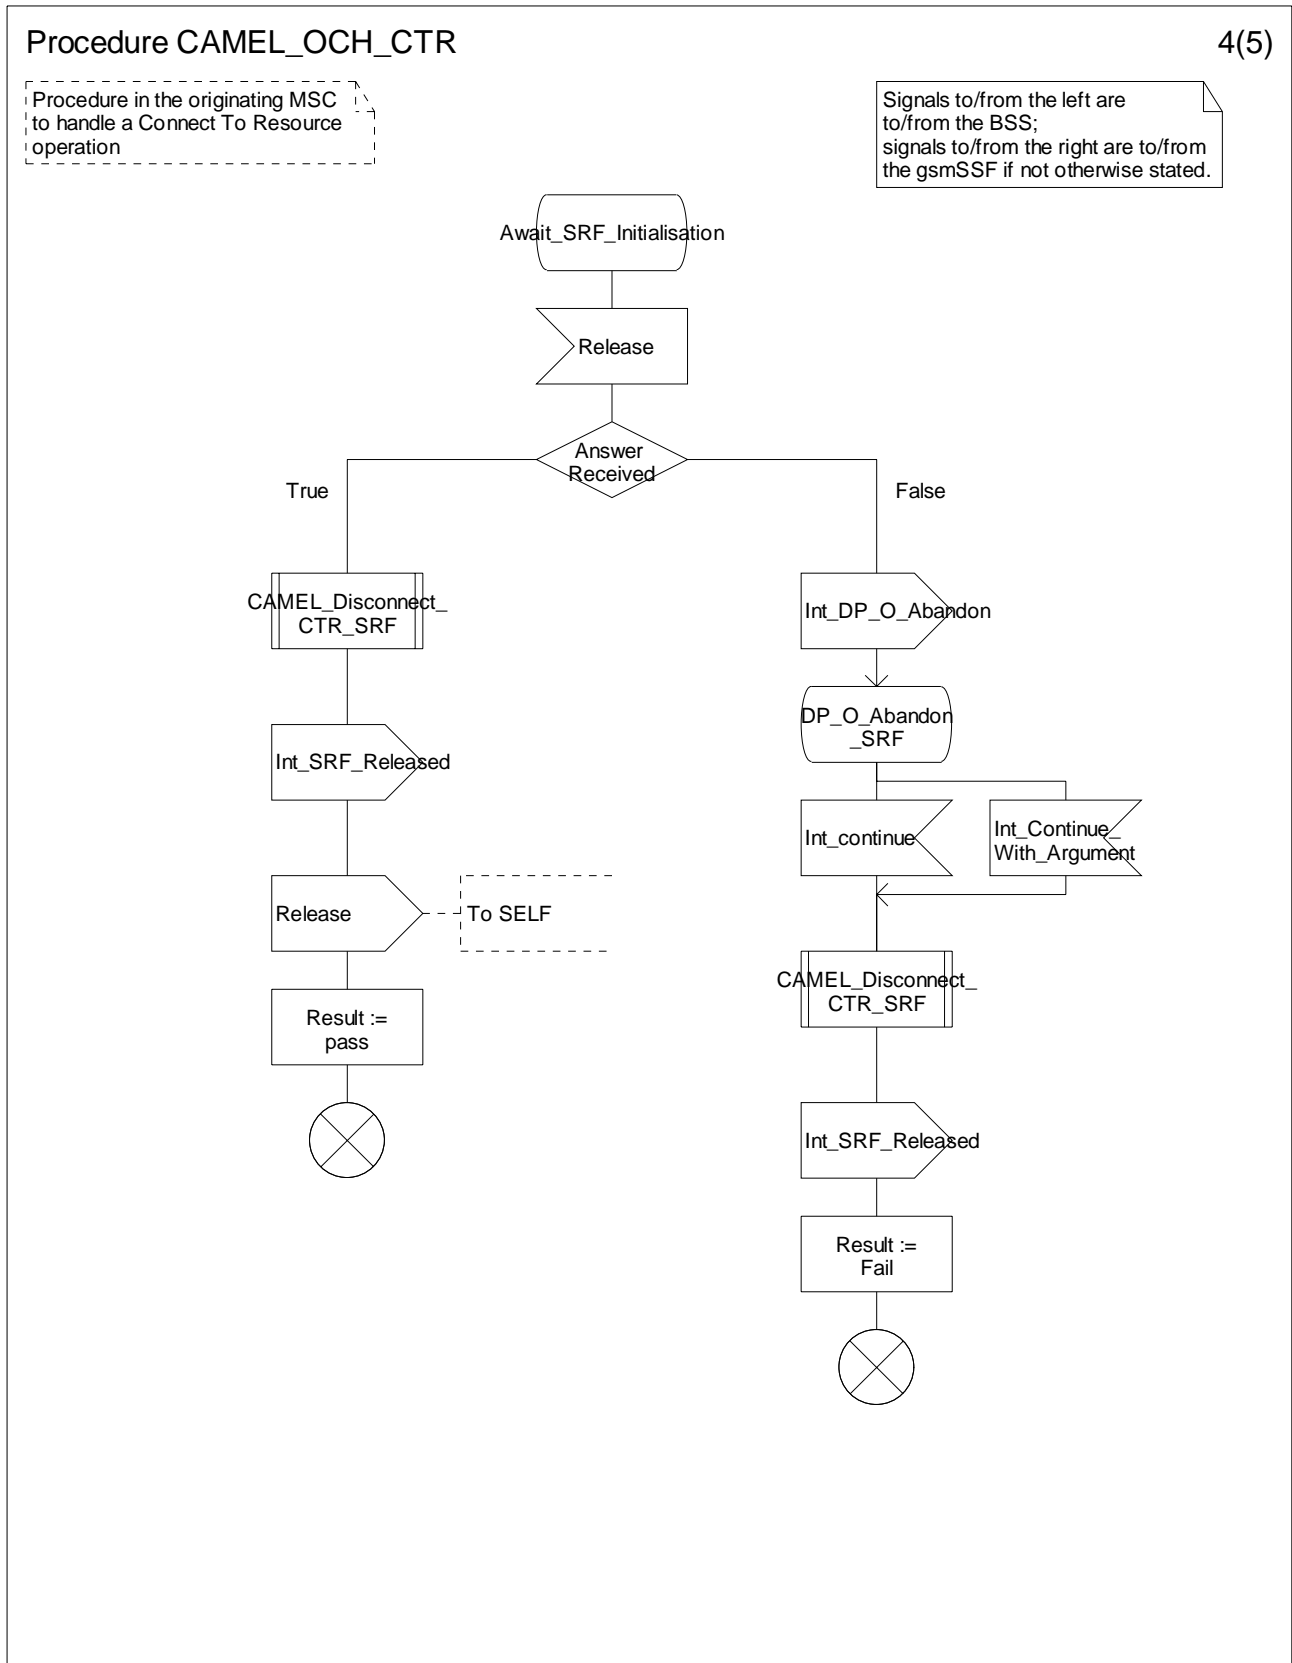 Procedure CAMEL_OCH_CTR
4(5)
Procedure in the originating MSC
to handle a Connect To Resource
operation
Signals to/from the left are
to/from the BSS;
signals to/from the right are to/from
the gsmSSF if not otherwise stated.
Await_SRF_Initialisation
Release
Answer
Received
True
False
CAMEL_Disconnect_
CTR_SRF
Int_SRF_Released
Release
To SELF
Result :=
pass
Int_DP_O_Abandon
DP_O_Abandon
_SRF
Int_continue
Int_Continue_
With_Argument
CAMEL_Disconnect_
CTR_SRF
Int_SRF_Released
Result :=
Fail